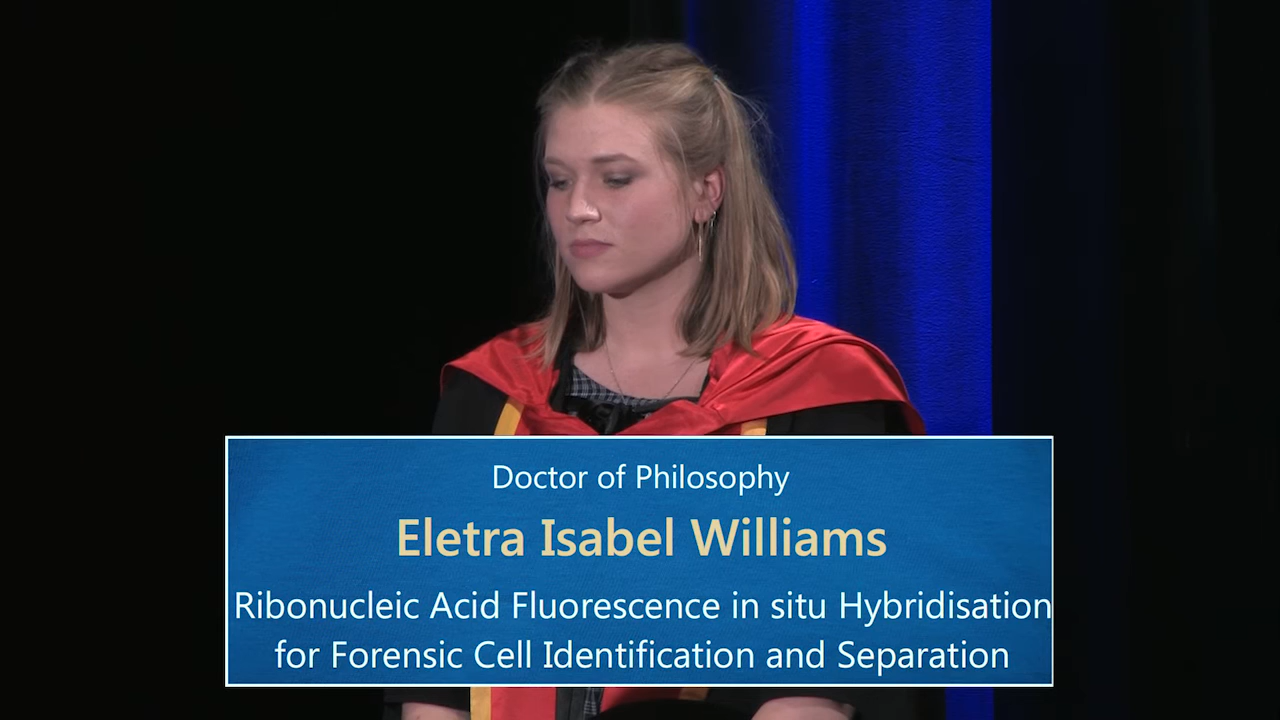 Doctor of Philosophy
Eletra Isabel Williams
Ribonucleic Acid Fluorescence in situ Hybridisation
for Forensic Cell Identification and Separation